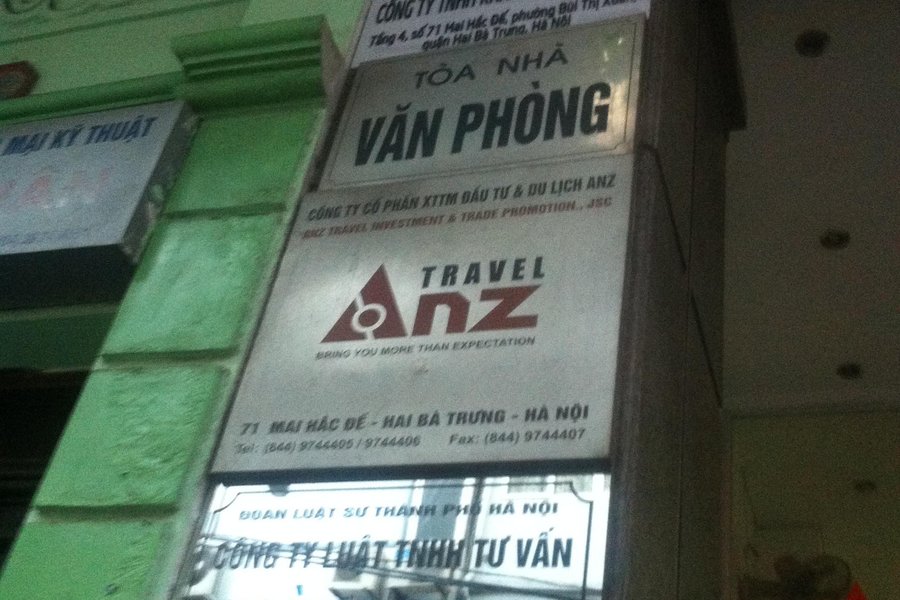 CÔNG TY TNHH
Tầng 4, số 71 Mai Hắc Đế, phường Bùi Thị
quận Hai Bà Trưng, Hà Nội
TÒA NHÀ
VĂN PHÒNG
MẠI KỸ THUẬT
CÔNG TY CỔ PHẦN XTTM ĐẦU TƯ & DU LỊCH ANZ
ANZ TRAVEL INVESTMENT & TRADE PROMOTION., JSC
TRAVEL
Anz
BRING YOU MORE THAN EXPECTATION
71 MAI HẮC ĐẾ - HAI BÀ TRƯNG - HÀ NỘI
Tel: (844) 9744405 / 9744406 Fax: (844) 9744407
ĐOÀN LUẬT SƯ THÀNH PHỐ HÀ NỘI
CÔNG TY LUẬT TNHH TƯ VẤN